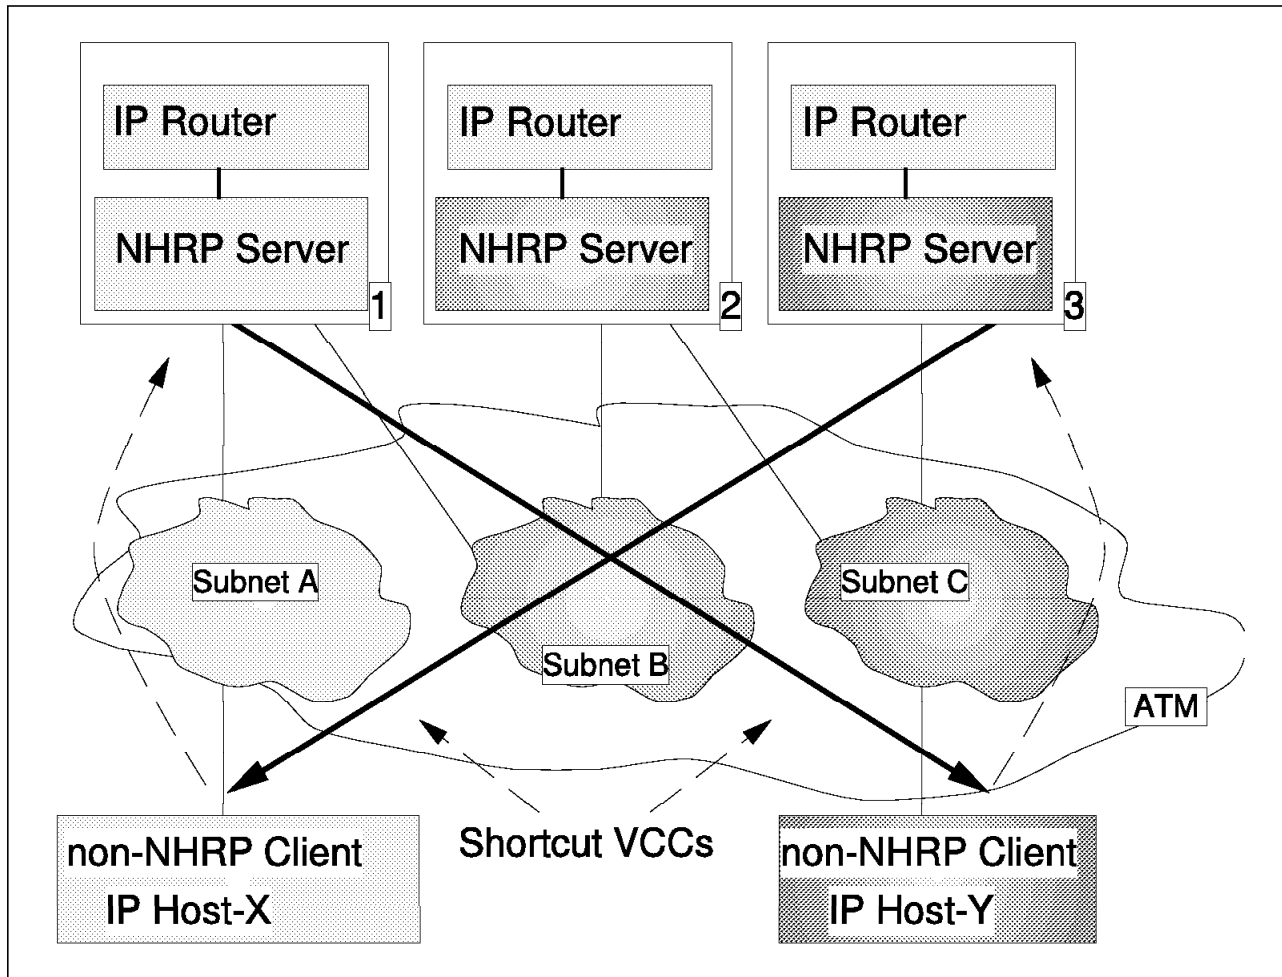 IP Router
NHRP Server
1
IP Router
NHRP Server
2
IP Router
NHRP Server
3
Subnet A
Subnet B
Subnet C
ATM
Shortcut VCCs
non-NHRP Client
IP Host-X
non-NHRP Client
IP Host-Y